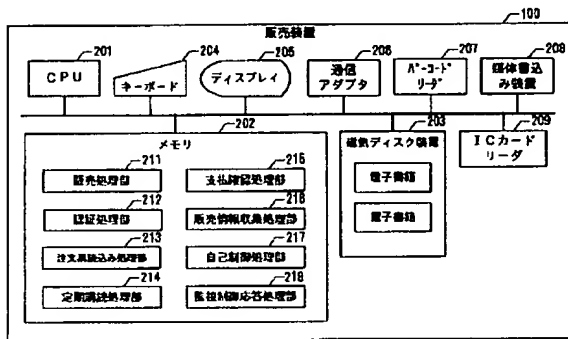 100
販売装置
201
204
205
206
207
208
CPU
キーボード
ディスプレイ
通信
アダプタ
バーコード
リーダ
媒体書込
み装置
202
203
209
メモリ
磁気ディスク装置
ICカード
リーダ
211
215
販売処理部
支払確認処理部
電子書籍
212
216
認証処理部
販売情報収集処理部
電子書籍
213
217
注文票読込み処理部
自己制御処理部
214
218
定期購読処理部
監視制御応答処理部